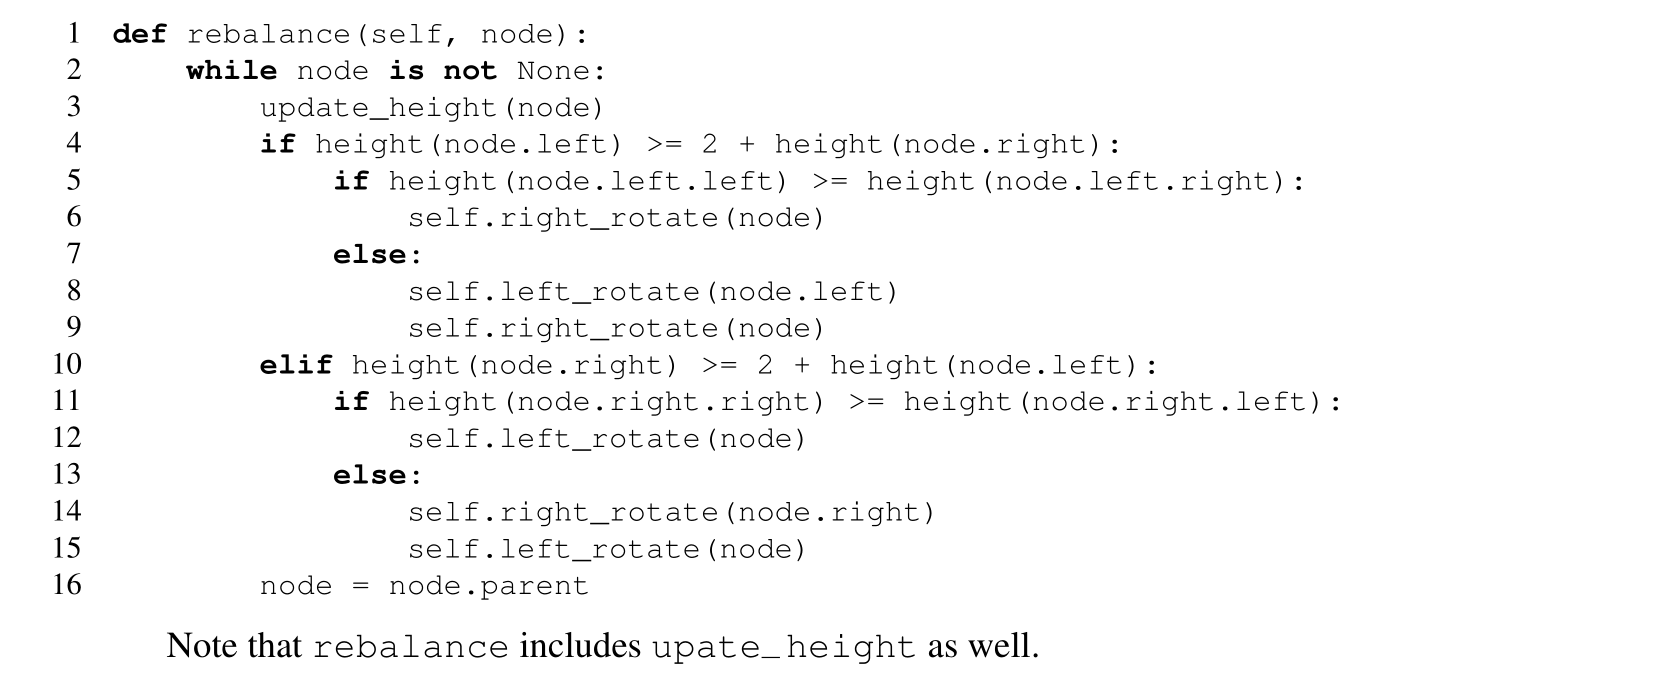 1 def rebalance(self, node):
2     while node is not None:
3         update_height(node)
4         if height(node.left) >= 2 + height(node.right):
5             if height(node.left.left) >= height(node.left.right):
6                 self.right_rotate(node)
7             else:
8                 self.left_rotate(node.left)
9                 self.right_rotate(node)
10         elif height(node.right) >= 2 + height(node.left):
11             if height(node.right.right) >= height(node.right.left):
12                 self.left_rotate(node)
13             else:
14                 self.right_rotate(node.right)
15                 self.left_rotate(node)
16         node = node.parent
Note that rebalance includes upate_height as well.